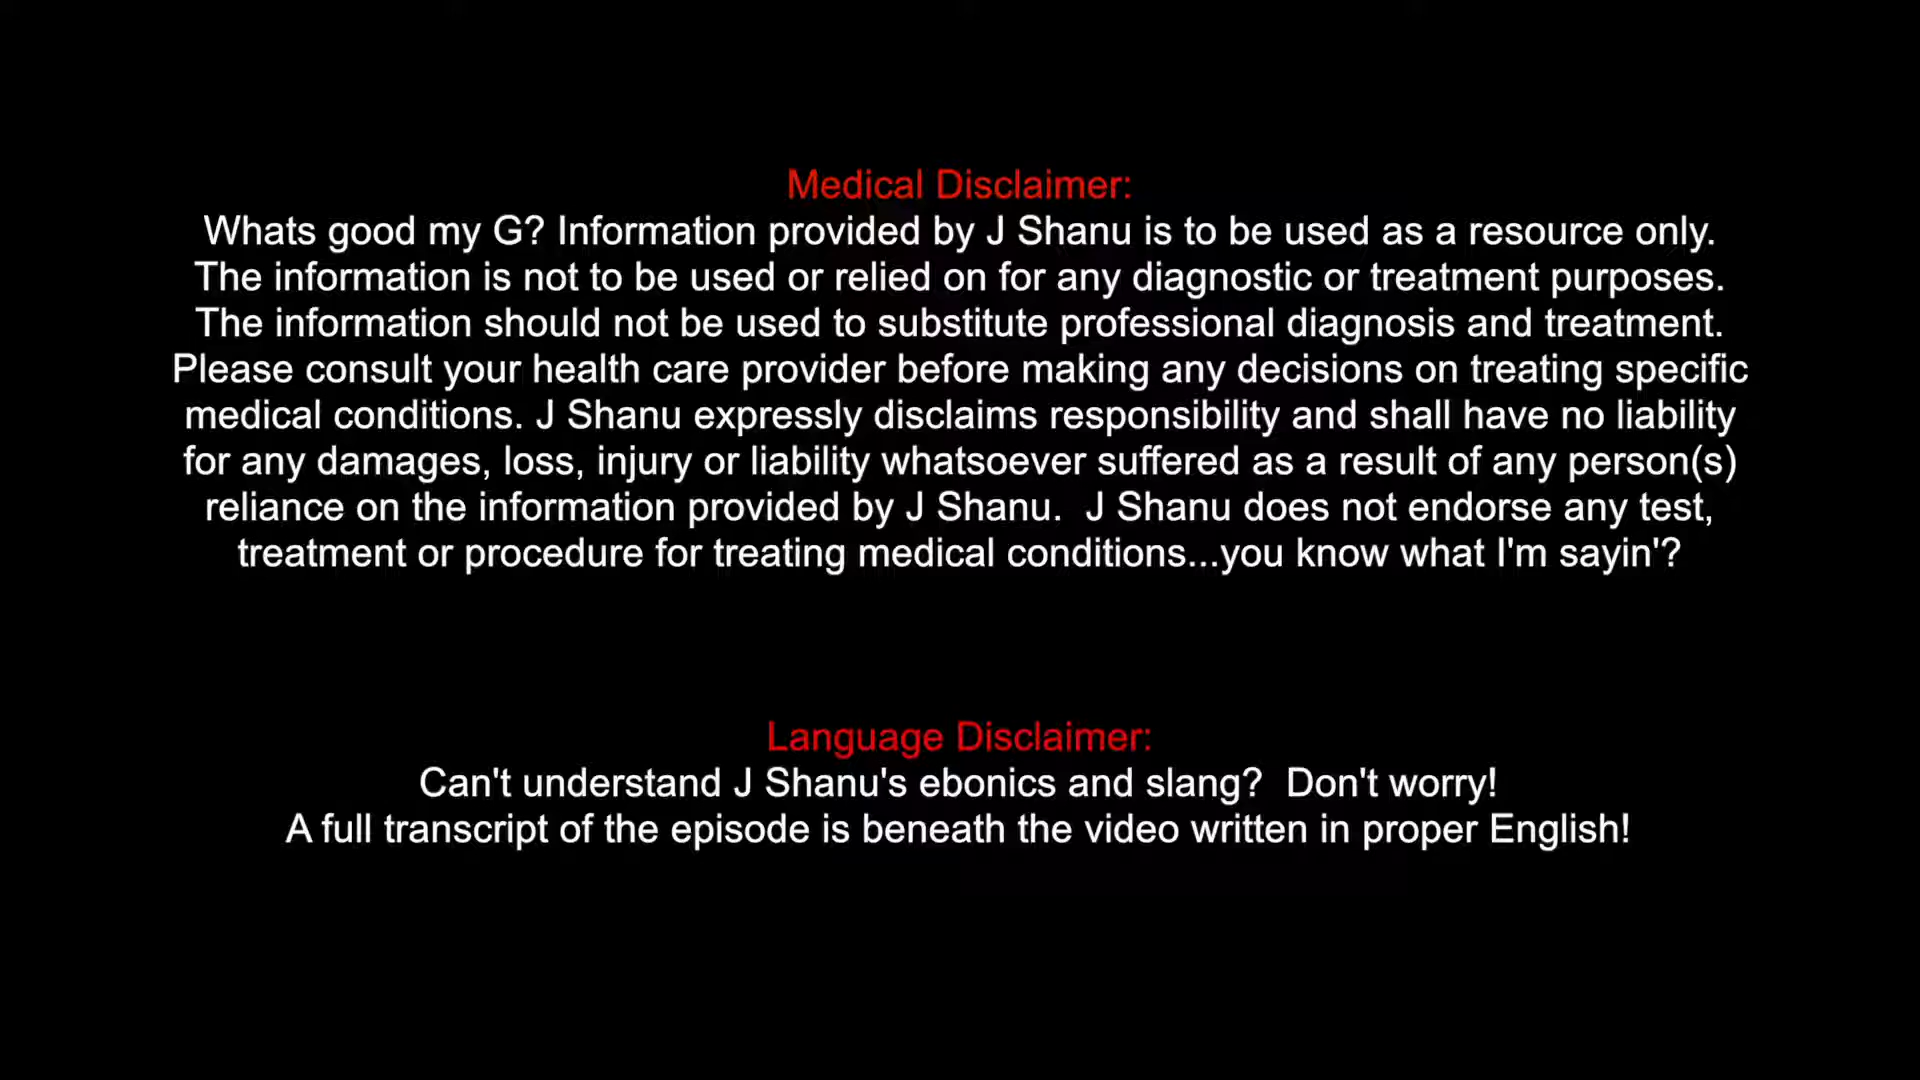 Medical Disclaimer:
Whats good my G? Information provided by J Shanu is to be used as a resource only.
The information is not to be used or relied on for any diagnostic or treatment purposes.
The information should not be used to substitute professional diagnosis and treatment.
Please consult your health care provider before making any decisions on treating specific
medical conditions. J Shanu expressly disclaims responsibility and shall have no liability
for any damages, loss, injury or liability whatsoever suffered as a result of any person(s)
reliance on the information provided by J Shanu.  J Shanu does not endorse any test,
treatment or procedure for treating medical conditions...you know what I'm sayin'?
Language Disclaimer:
Can't understand J Shanu's ebonics and slang?  Don't worry!
A full transcript of the episode is beneath the video written in proper English!